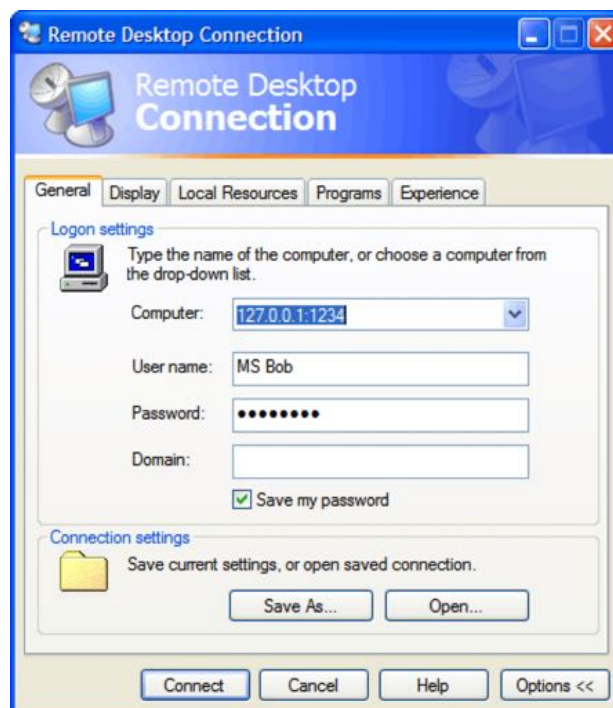 Remote Desktop Connection
Remote Desktop
Connection
General Display Local Resources Programs Experience
Logon settings
Type the name of the computer, or choose a computer from
the drop-down list.
Computer: 127.0.0.1:1234
User name: MS Bob
Password: ••••••••
Domain:
Save my password
Connection settings
Save current settings, or open saved connection.
Save As... Open...
Connect Cancel Help Options <<